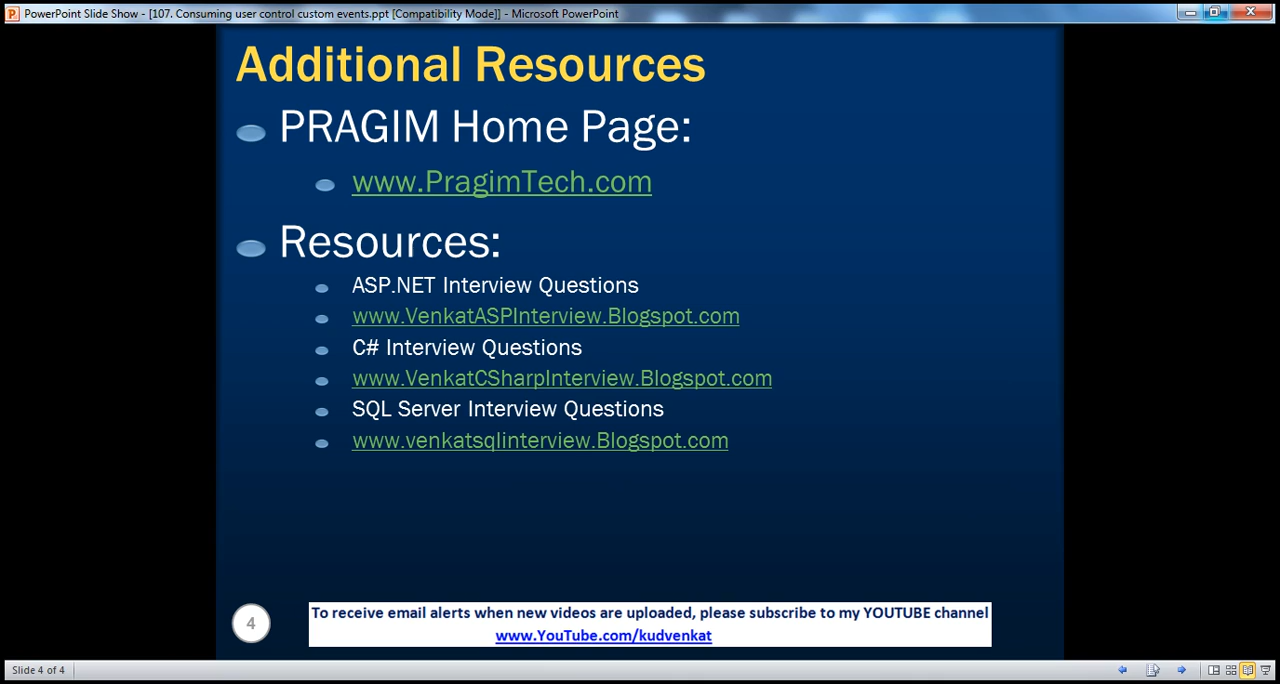 PowerPoint Slide Show - [107. Consuming user control custom events.ppt [Compatibility Mode]] - Microsoft PowerPoint
Additional Resources
PRAGIM Home Page:
www.PragimTech.com
Resources:
ASP.NET Interview Questions
www.VenkatASPInterview.Blogspot.com
C# Interview Questions
www.VenkatCSharpInterview.Blogspot.com
SQL Server Interview Questions
www.venkatsqlinterview.Blogspot.com
To receive email alerts when new videos are uploaded, please subscribe to my YOUTUBE channel
4
www.YouTube.com/kudvenkat
Slide 4 of 4